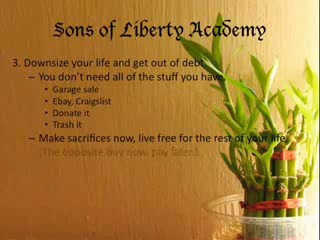 Sons of Liberty Academy
3. Downsize your life and get out of debt
– You don't need all of the stuff you have
• Garage sale
• Ebay, Craigslist
• Donate it
• Trash it
– Make sacrifices now, live free for the rest of your life
(The opposite buy now, pay later).